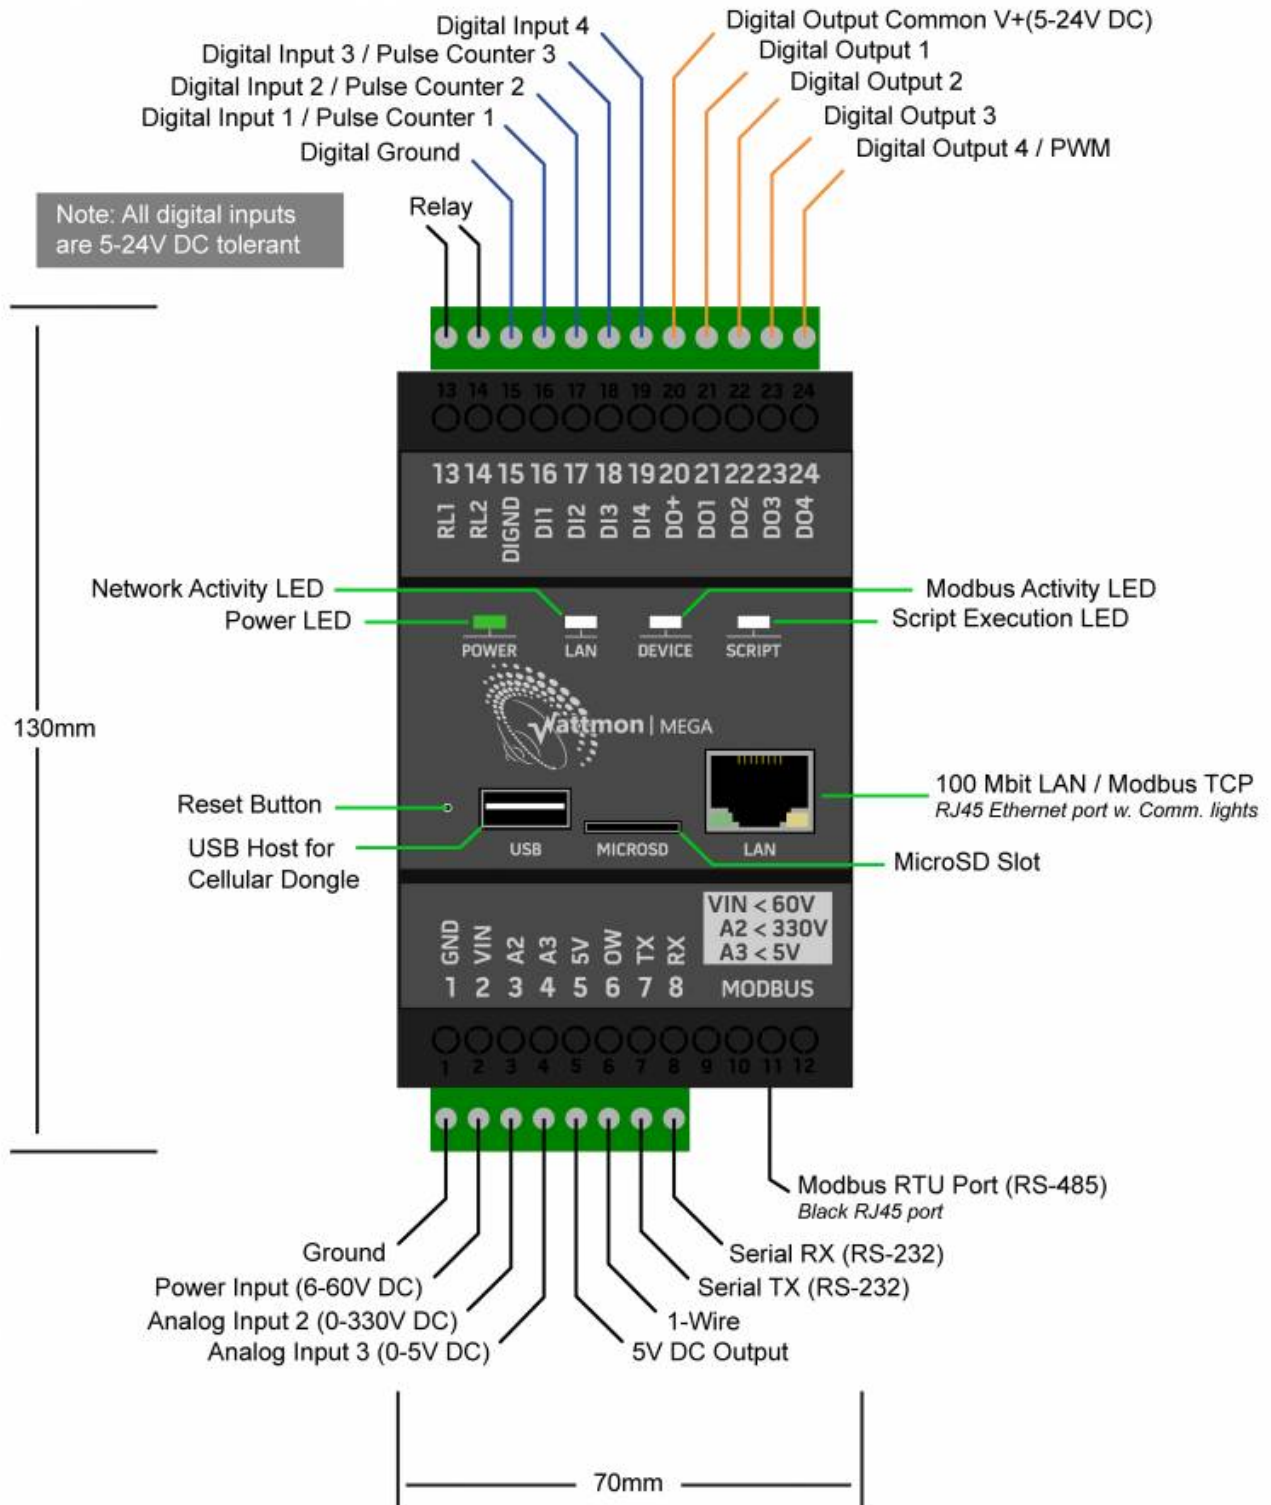 Digital Input 4
Digital Input 3 / Pulse Counter 3
Digital Input 2 / Pulse Counter 2
Digital Input 1 / Pulse Counter 1
Digital Ground
Relay
Digital Output Common V+(5-24V DC)
Digital Output 1
Digital Output 2
Digital Output 3
Digital Output 4 / PWM
Note: All digital inputs
are 5-24V DC tolerant
13 14 15 16 17 18 19 20 21 22 23 24
13 14 15 16 17 18 19 20 21 22 23 24
RL1 RL2 DIGND DI1 DI2 DI3 DI4 DO+ DO1 DO2 DO3 DO4
Network Activity LED
Power LED
Modbus Activity LED
Script Execution LED
POWER LAN DEVICE SCRIPT
Wattmon | MEGA
130mm
Reset Button
USB Host for
Cellular Dongle
100 Mbit LAN / Modbus TCP
RJ45 Ethernet port w. Comm. lights
MicroSD Slot
USB MICROSD LAN
VIN < 60V
A2 < 330V
A3 < 5V
GND VIN A2 A3 5V OW TX RX
1 2 3 4 5 6 7 8 MODBUS
1 2 3 4 5 6 7 8 9 10 11 12
Modbus RTU Port (RS-485)
Black RJ45 port
Serial RX (RS-232)
Serial TX (RS-232)
1-Wire
5V DC Output
Ground
Power Input (6-60V DC)
Analog Input 2 (0-330V DC)
Analog Input 3 (0-5V DC)
70mm